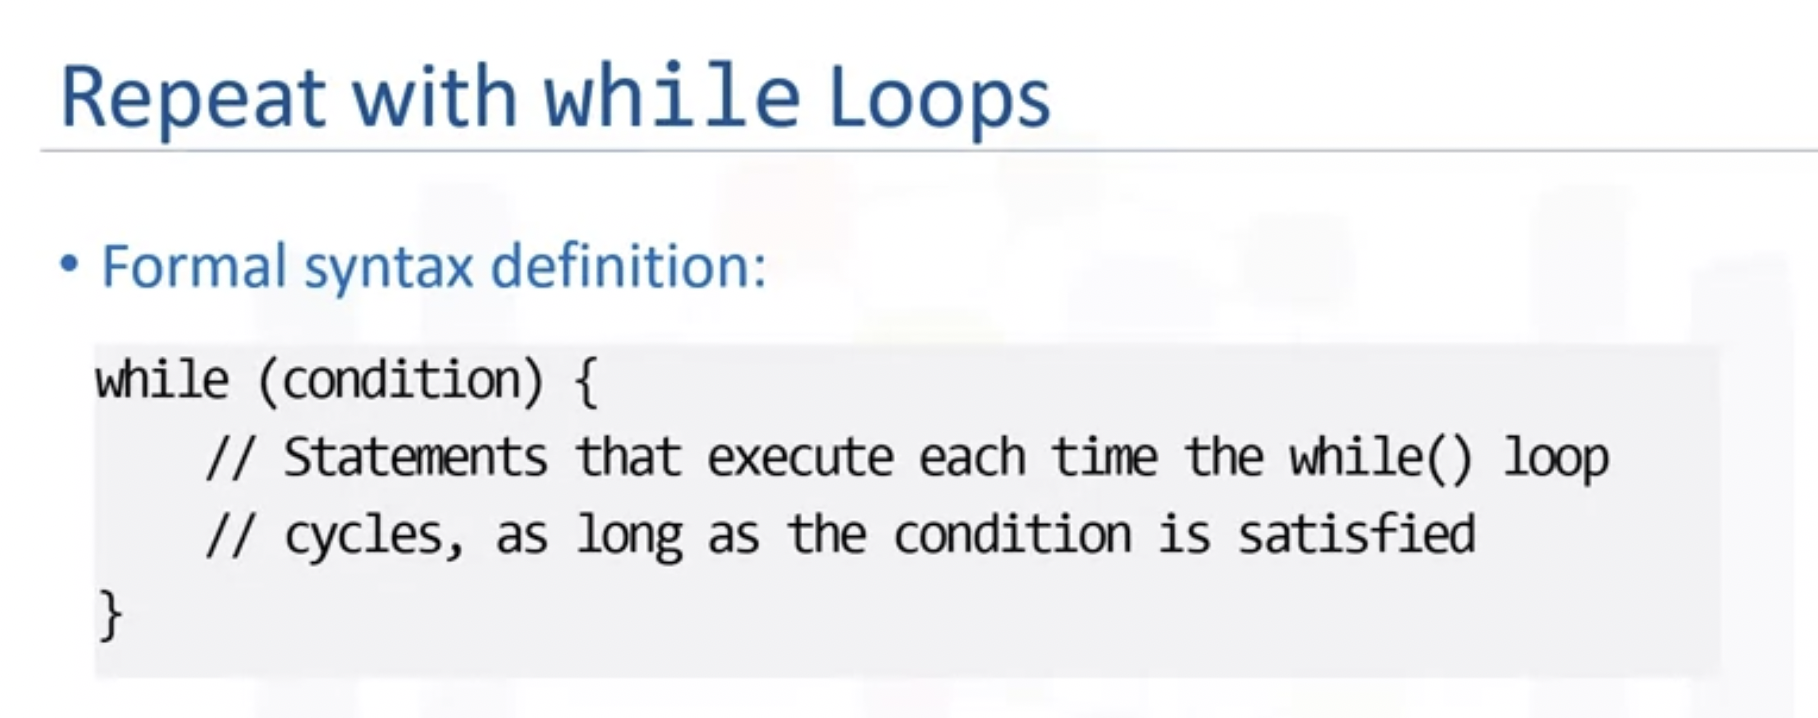 Repeat with while Loops
• Formal syntax definition:
while (condition) {
    // Statements that execute each time the while() loop
    // cycles, as long as the condition is satisfied
}